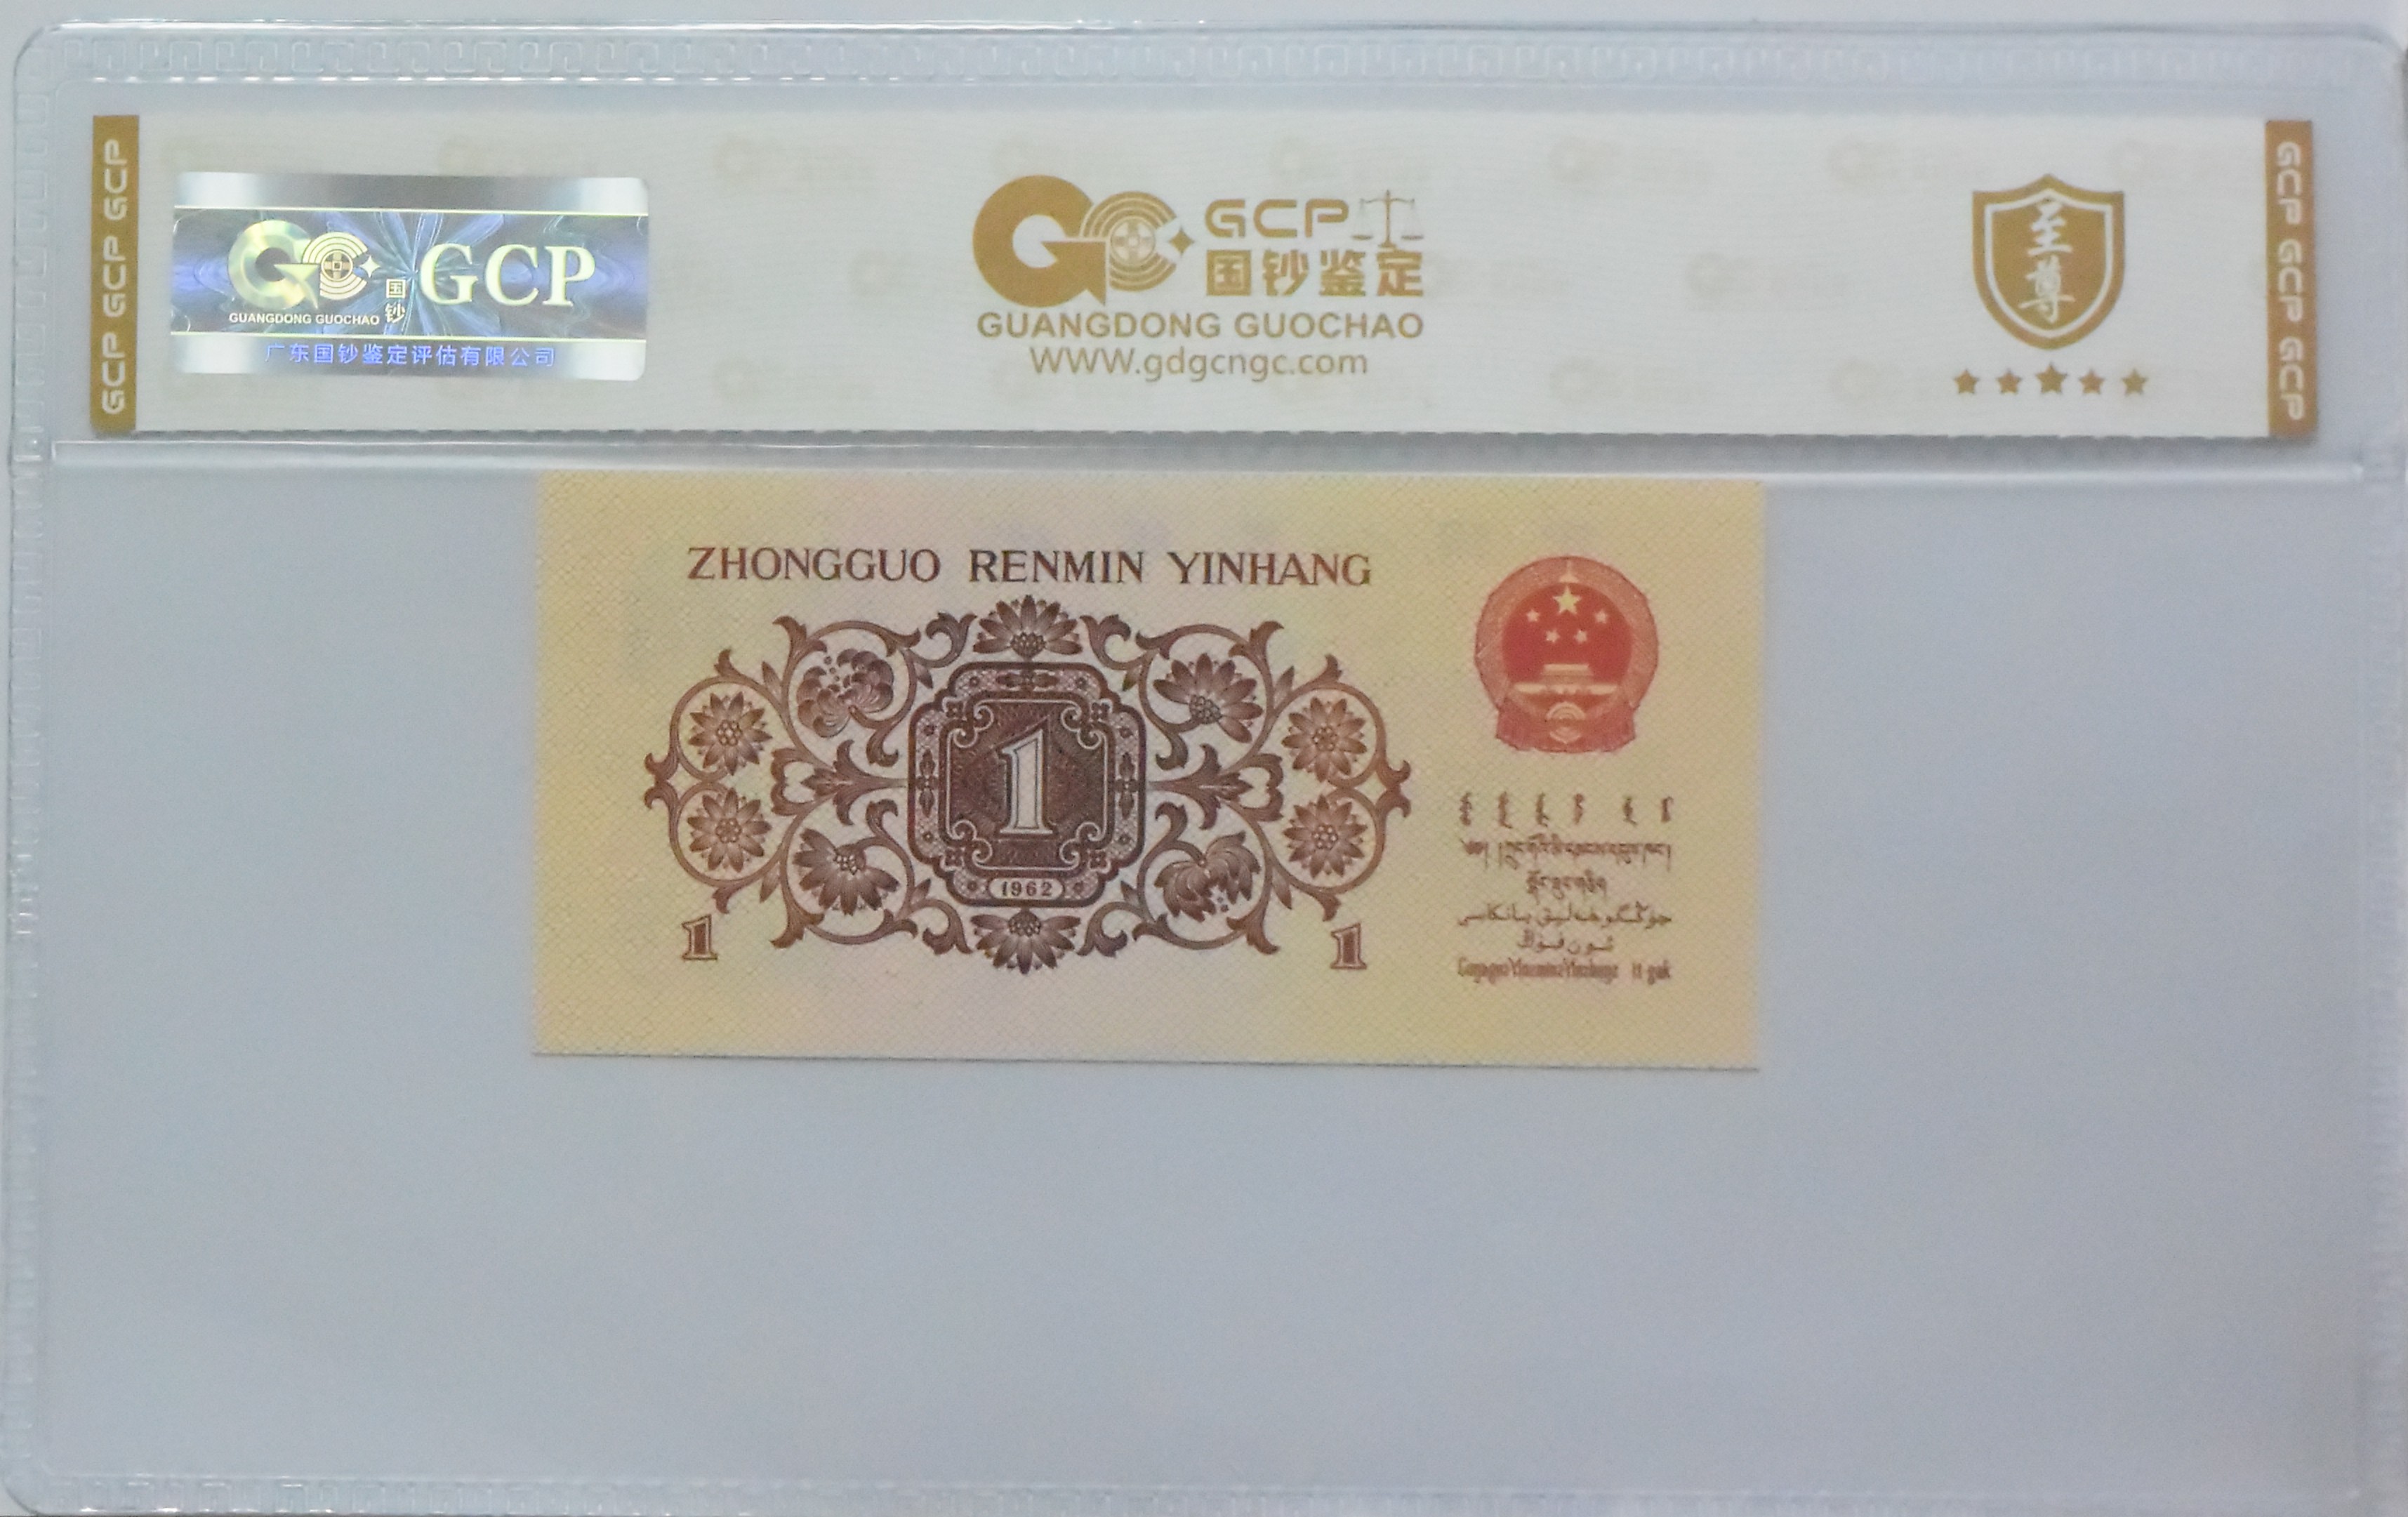 GCP GCP GCP
国钞
GCP
GUANGDONG GUOCHAO
广东国钞鉴定评估有限公司
GCP
国钞鉴定
GUANGDONG GUOCHAO
WWW.gdgcngc.com
至尊
GCP GCP GCP
ZHONGGUO RENMIN YINHANG
1
1962
1
1